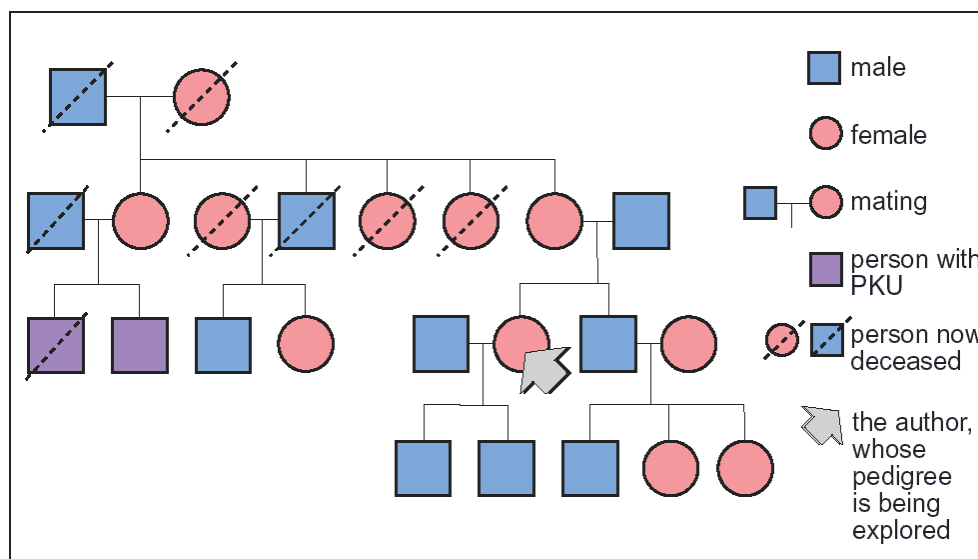 male
female
mating
person with
PKU
person now
deceased
the author,
whose
pedigree
is being
explored